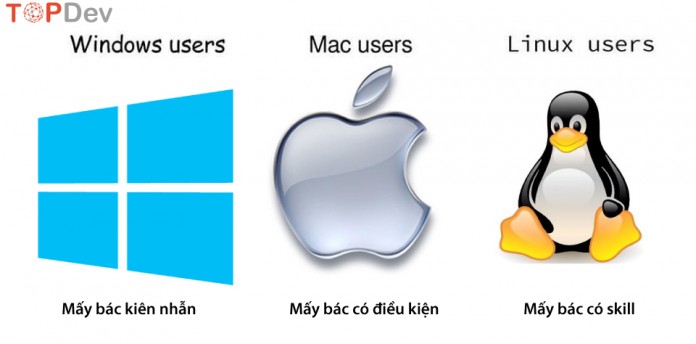 TOPDev
Windows users
Mac users
Linux users
Mấy bác kiên nhẫn
Mấy bác có điều kiện
Mấy bác có skill